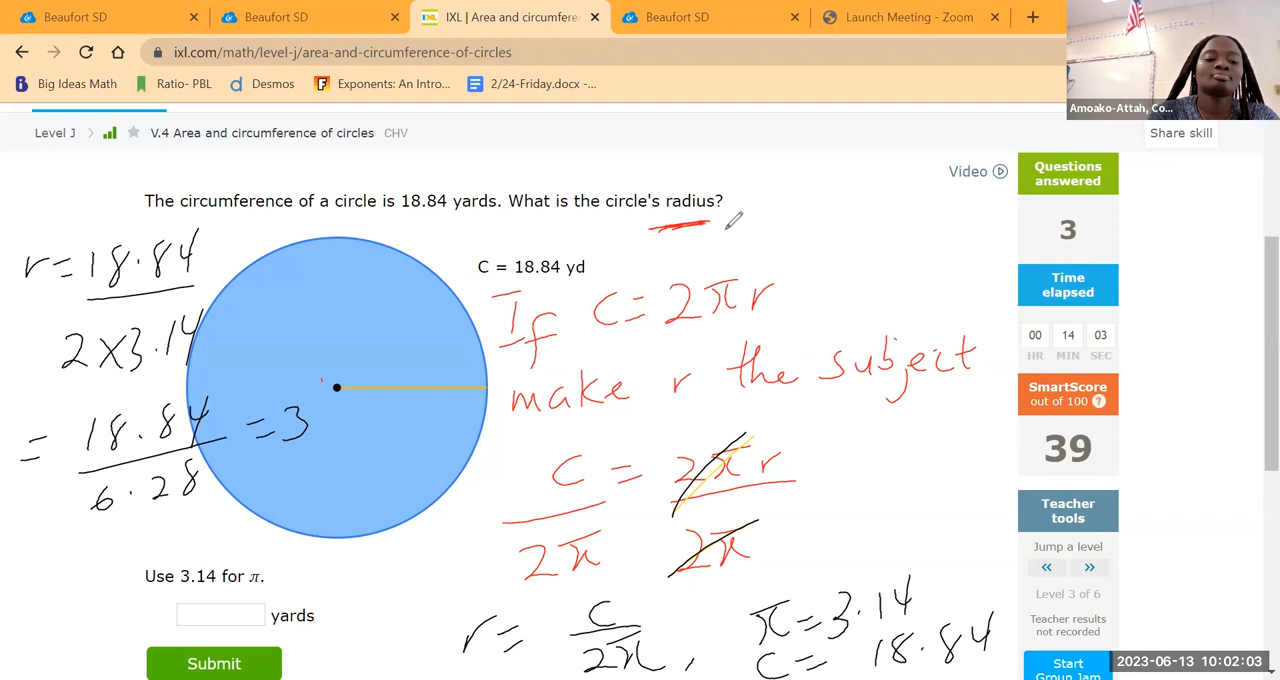 Beaufort SD
Beaufort SD
IXL | Area and circumferen
Beaufort SD
Launch Meeting - Zoom
ixl.com/math/level-j/area-and-circumference-of-circles
Big Ideas Math
Ratio- PBL
Desmos
Exponents: An Intro...
2/24-Friday.docx -...
Amoako-Attah, Co...
Level J
V.4 Area and circumference of circles
CHV
Share skill
Video
Questions answered
3
Time elapsed
00 14 03
HR MIN SEC
SmartScore
out of 100 ?
39
Teacher tools
Jump a level
Level 3 of 6
Teacher results not recorded
Start Group Jam
The circumference of a circle is 18.84 yards. What is the circle's radius?
C = 18.84 yd
r = 18.84
2 x 3.14
= 18.84 = 3
6.28
If C = 2πr
make r the subject
C = 2πr
2π 2π
r = C
2π , π = 3.14
C = 18.84
Use 3.14 for π.
yards
Submit
2023-06-13 10:02:03